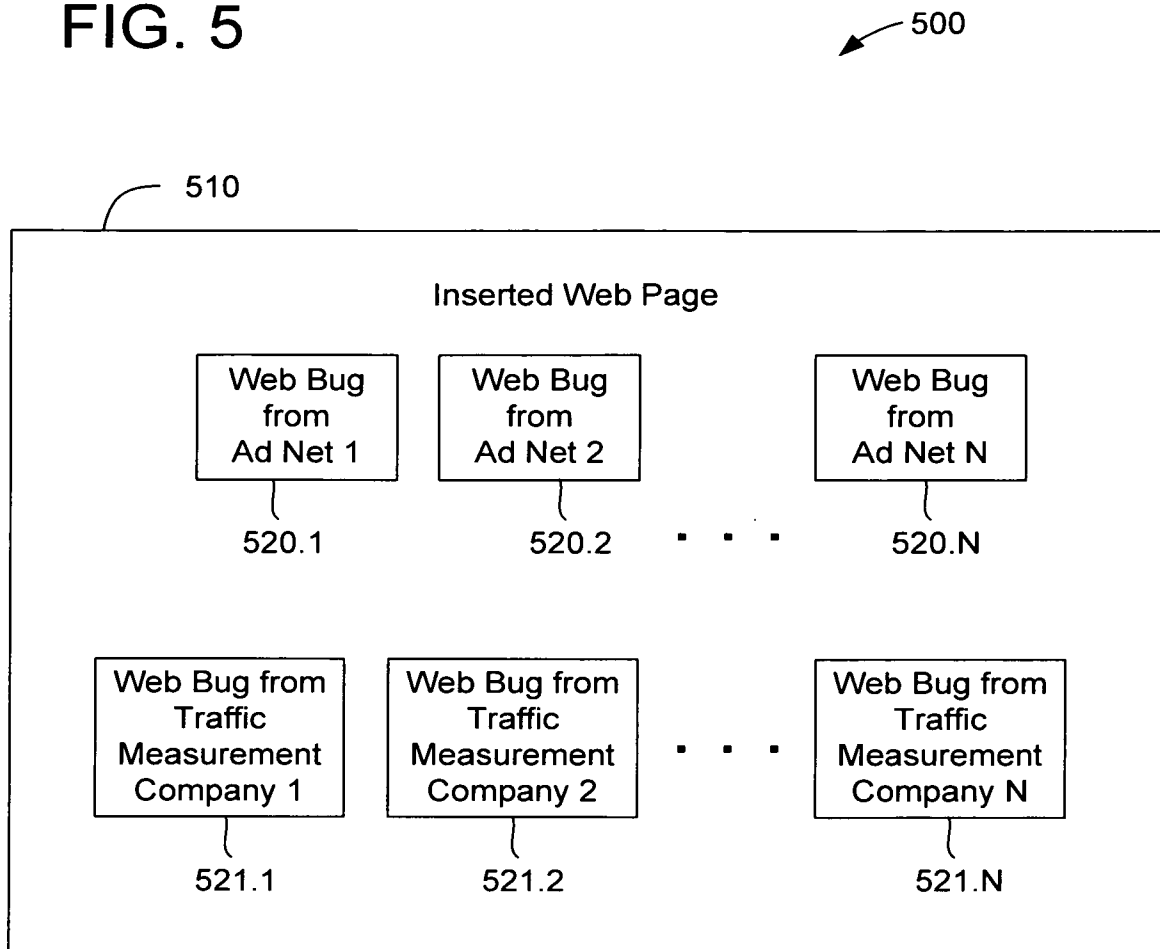 FIG. 5
500
510
Inserted Web Page
Web Bug
from
Ad Net 1
Web Bug
from
Ad Net 2
Web Bug
from
Ad Net N
520.1
520.2
. . .
520.N
Web Bug from
Traffic
Measurement
Company 1
Web Bug from
Traffic
Measurement
Company 2
. . .
Web Bug from
Traffic
Measurement
Company N
521.1
521.2
521.N